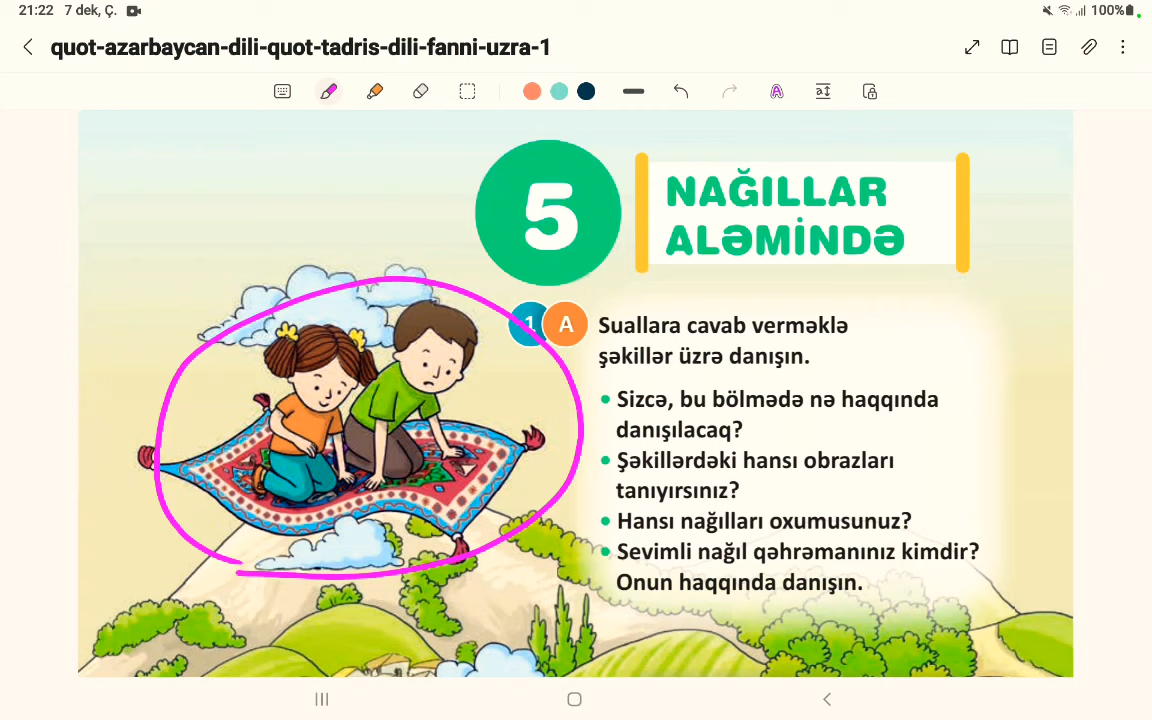 21:22 7 dek, Ç. 100%
quot-azarbaycan-dili-quot-tadris-dili-fanni-uzra-1
5
NAĞILLAR
ALƏMİNDƏ
1 A
Suallara cavab verməklə
şəkillər üzrə danışın.
• Sizcə, bu bölmədə nə haqqında
danışılacaq?
• Şəkillərdəki hansı obrazları
tanıyırsınız?
• Hansı nağılları oxumusunuz?
• Sevimli nağıl qəhrəmanınız kimdir?
Onun haqqında danışın.